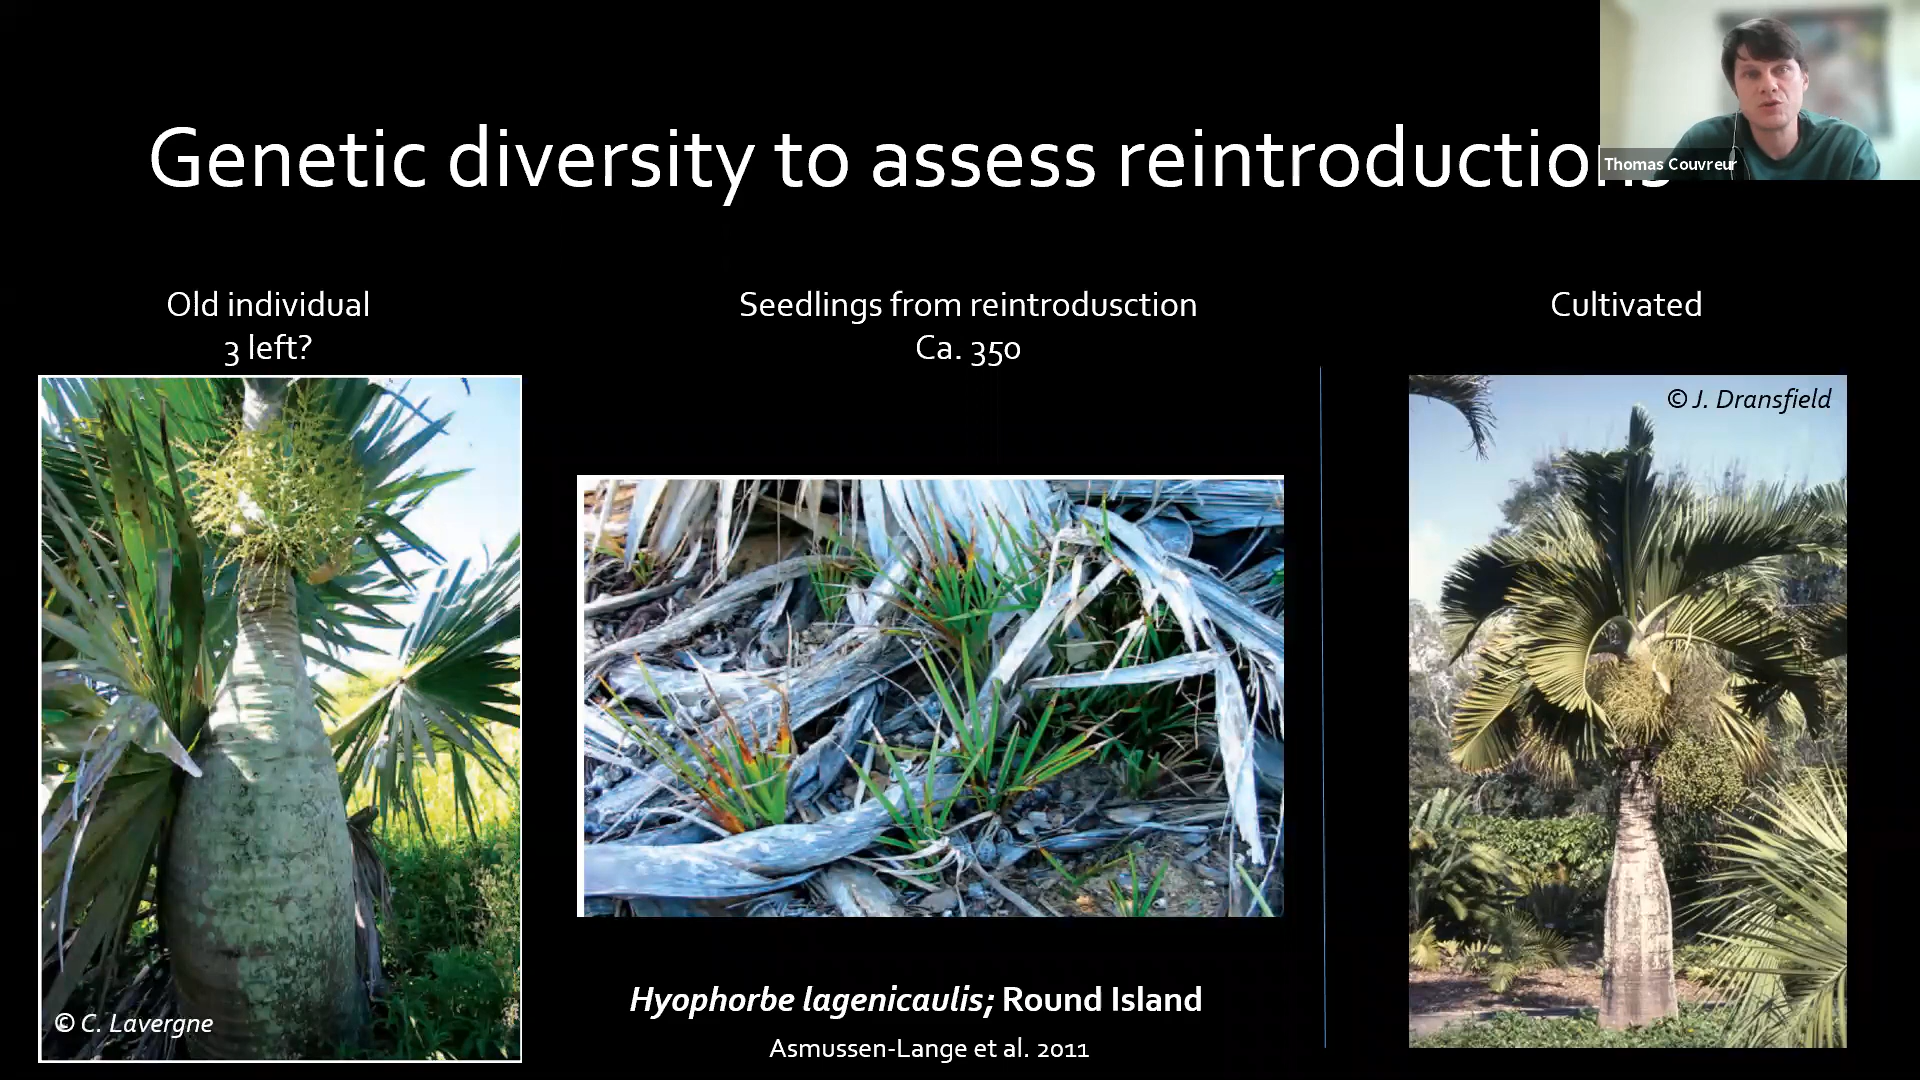 Genetic diversity to assess reintroductions
Thomas Couvreur
Old individual
3 left?
Seedlings from reintrodusction
Ca. 350
Cultivated
© J. Dransfield
© C. Lavergne
Hyophorbe lagenicaulis; Round Island
Asmussen-Lange et al. 2011